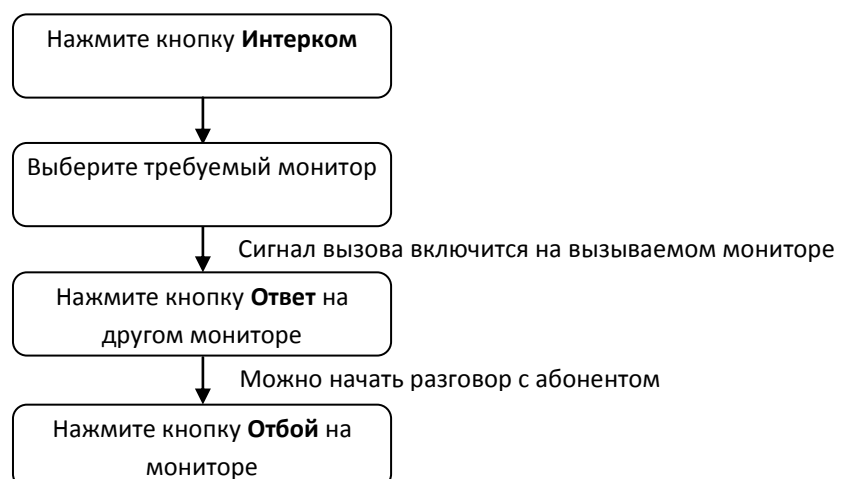 Нажмите кнопку Интерком
Выберите требуемый монитор
Сигнал вызова включится на вызываемом мониторе
Нажмите кнопку Ответ на
другом мониторе
Можно начать разговор с абонентом
Нажмите кнопку Отбой на
мониторе